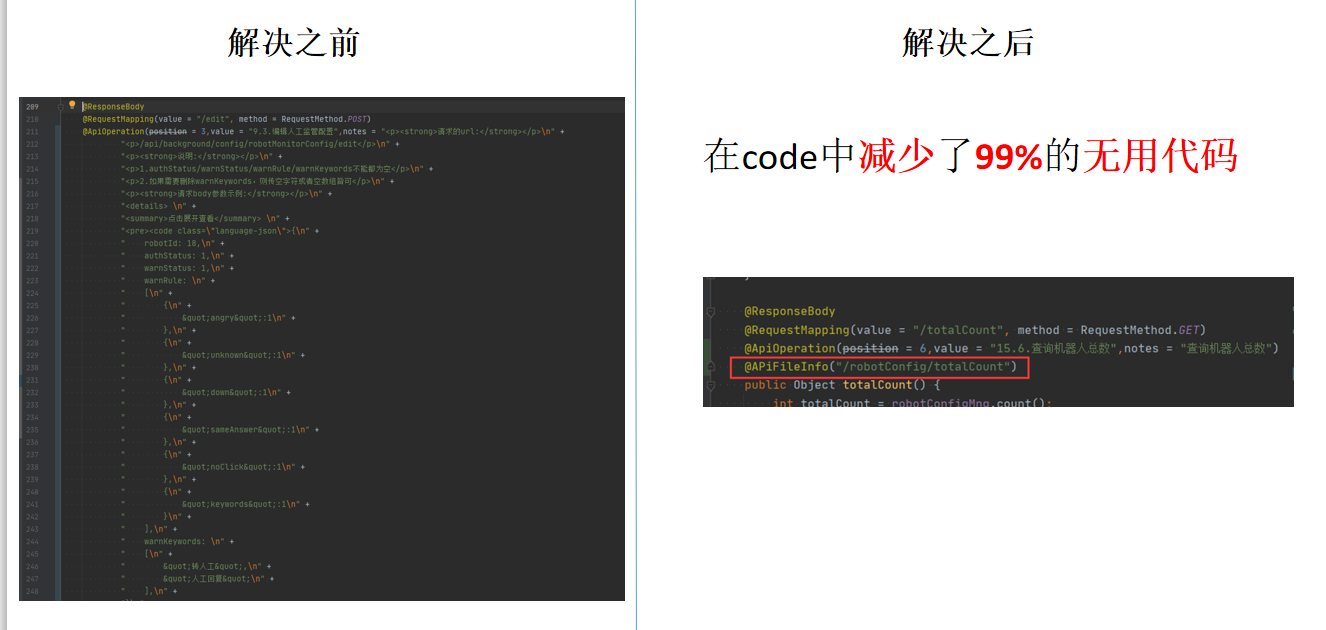 解决之前
289 @ResponseBody
210 @RequestMapping(value = "/edit", method = RequestMethod.POST)
211 @ApiOperation(position = 3,value = "9.3.编辑人工监管配置",notes = "<p><strong>请求的url:</strong></p>\n" +
212 "<p>/api/background/config/robotMonitorConfig/edit</p>\n" +
213 "<p><strong>说明:</strong></p>\n" +
214 "<p>1.authStatus/warnStatus/warnRule/warnKeywords不能都为空</p>\n" +
215 "<p>2.如果需要删除warnKeywords，则传空字符或者空数组皆可</p>\n" +
216 "<p><strong>请求body参数示例:</strong></p>\n" +
217 "<details> \n" +
218 "<summary>点击展开查看</summary> \n" +
219 "<pre><code class=\"language-json\">{\n" +
220 " robotId: 18,\n" +
221 " authStatus: 1,\n" +
222 " warnStatus: 1,\n" +
223 " warnRule: \n" +
224 " [\n" +
225 " {\n" +
226 " &quot;angry&quot;:1\n" +
227 " },\n" +
228 " {\n" +
229 " &quot;unknown&quot;:1\n" +
230 " },\n" +
231 " {\n" +
232 " &quot;down&quot;:1\n" +
233 " },\n" +
234 " {\n" +
235 " &quot;sameAnswer&quot;:1\n" +
236 " },\n" +
237 " {\n" +
238 " &quot;noClick&quot;:1\n" +
239 " },\n" +
240 " {\n" +
241 " &quot;keywords&quot;:1\n" +
242 " }\n" +
243 " ],\n" +
244 " warnKeywords: \n" +
245 " [\n" +
246 " &quot;转人工&quot;,\n" +
247 " &quot;人工回复&quot;\n" +
248 " ],\n" +
解决之后
在code中减少了99%的无用代码
@ResponseBody
@RequestMapping(value = "/totalCount", method = RequestMethod.GET)
@ApiOperation(position = 6,value = "15.6.查询机器人总数",notes = "查询机器人总数")
@APiFileInfo("/robotConfig/totalCount")
public Object totalCount() {
int totalCount = robotConfigMng.count();